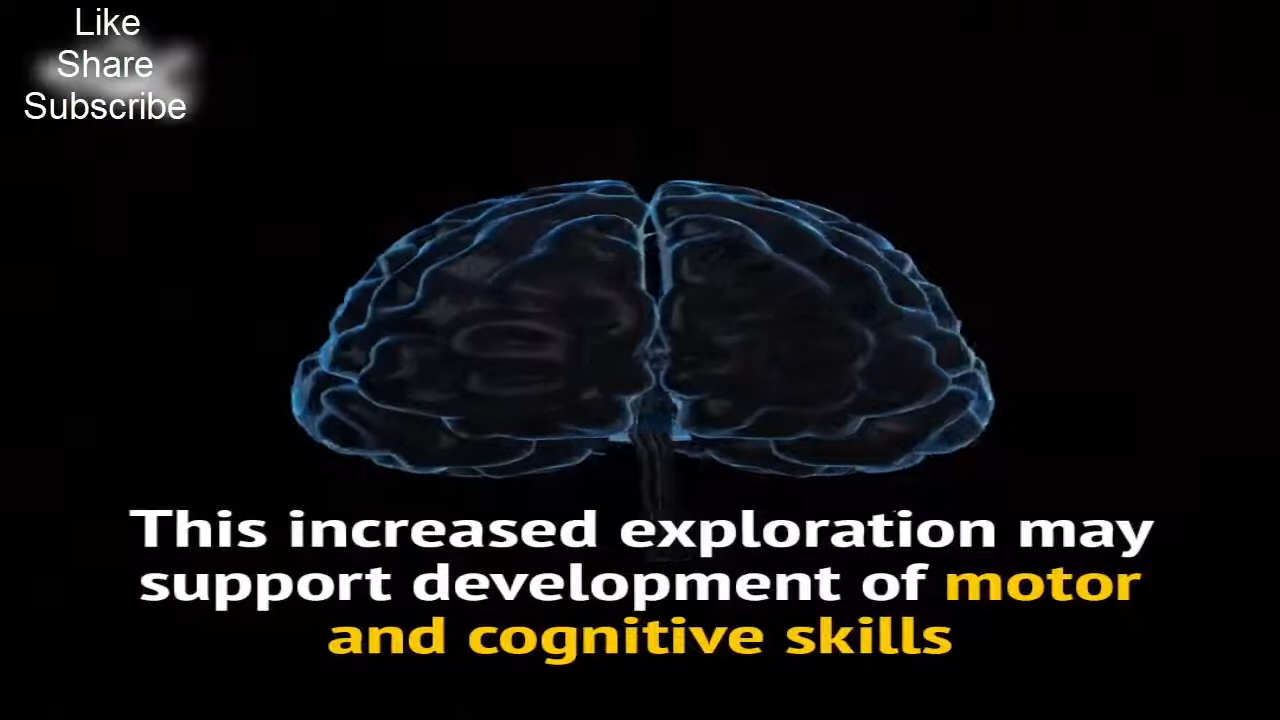 Like
Share
Subscribe
This increased exploration may
support development of motor
and cognitive skills